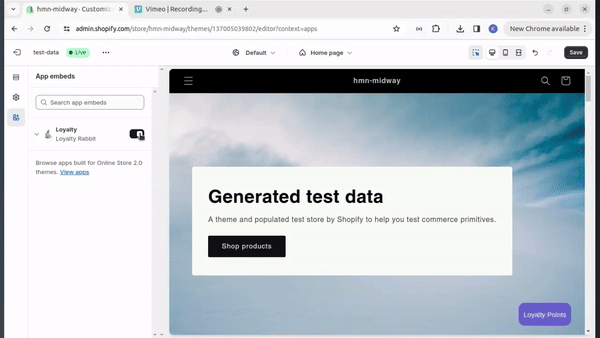 hmn-midway · Customiz
Vimeo | Recording...
admin.shopify.com/store/hmn-midway/themes/137005039802/editor?context=apps
New Chrome available
test-data
Live
Default
Home page
Save
App embeds
Search app embeds
Loyalty
Loyalty Rabbit
Browse apps built for Online Store 2.0
themes. View apps
hmn-midway
Generated test data
A theme and populated test store by Shopify to help you test commerce primitives.
Shop products
Loyalty Points